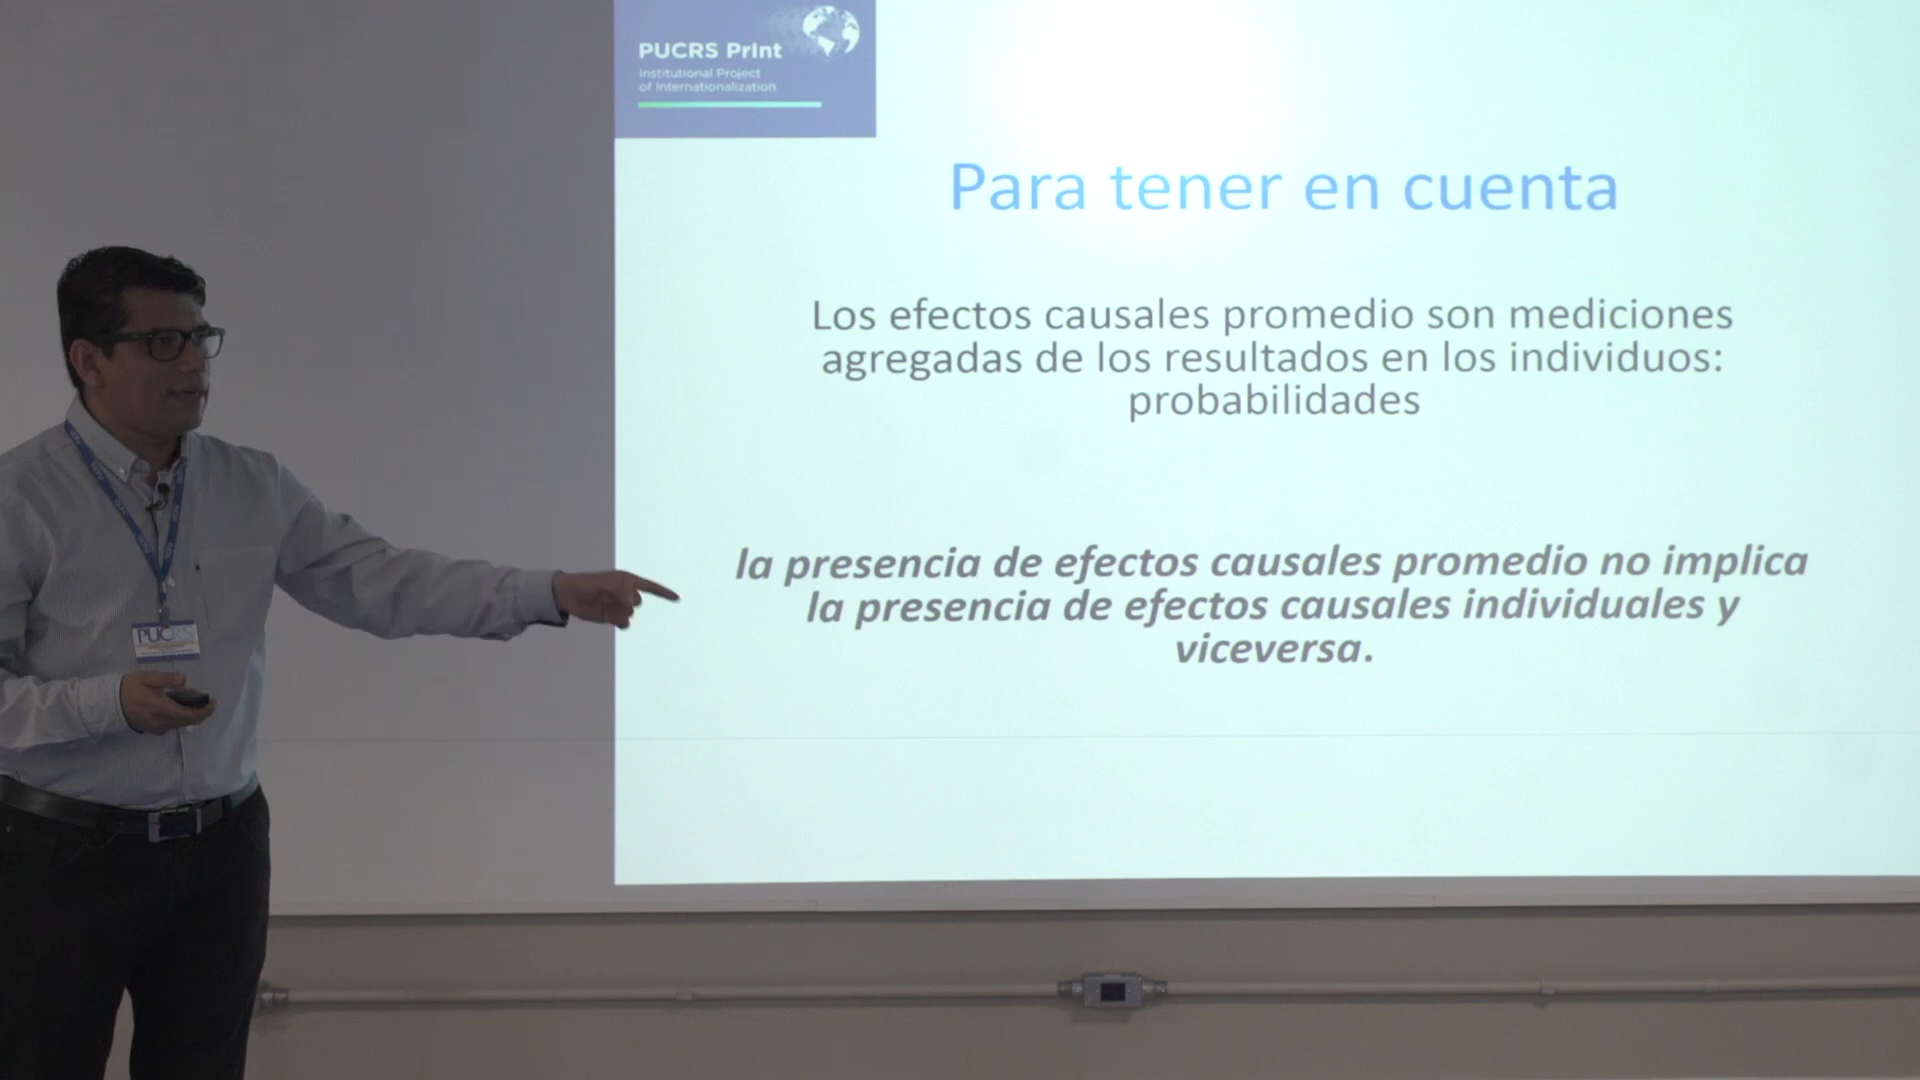 PUCRS PrInt
Institutional Project
of Internationalization
Para tener en cuenta
Los efectos causales promedio son mediciones
agregadas de los resultados en los individuos:
probabilidades
la presencia de efectos causales promedio no implica
la presencia de efectos causales individuales y
viceversa.
PUCRS